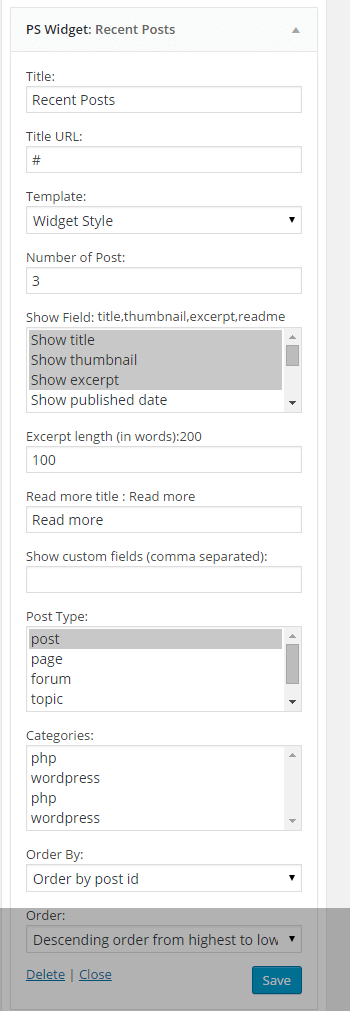 PS Widget: Recent Posts
Title:
Recent Posts
Title URL:
#
Template:
Widget Style
Number of Post:
3
Show Field: title,thumbnail,excerpt,readme
Show title
Show thumbnail
Show excerpt
Show published date
Excerpt length (in words):200
100
Read more title : Read more
Read more
Show custom fields (comma separated):
Post Type:
post
page
forum
topic
Categories:
php
wordpress
php
wordpress
Order By:
Order by post id
Order:
Descending order from highest to low
Delete | Close
Save